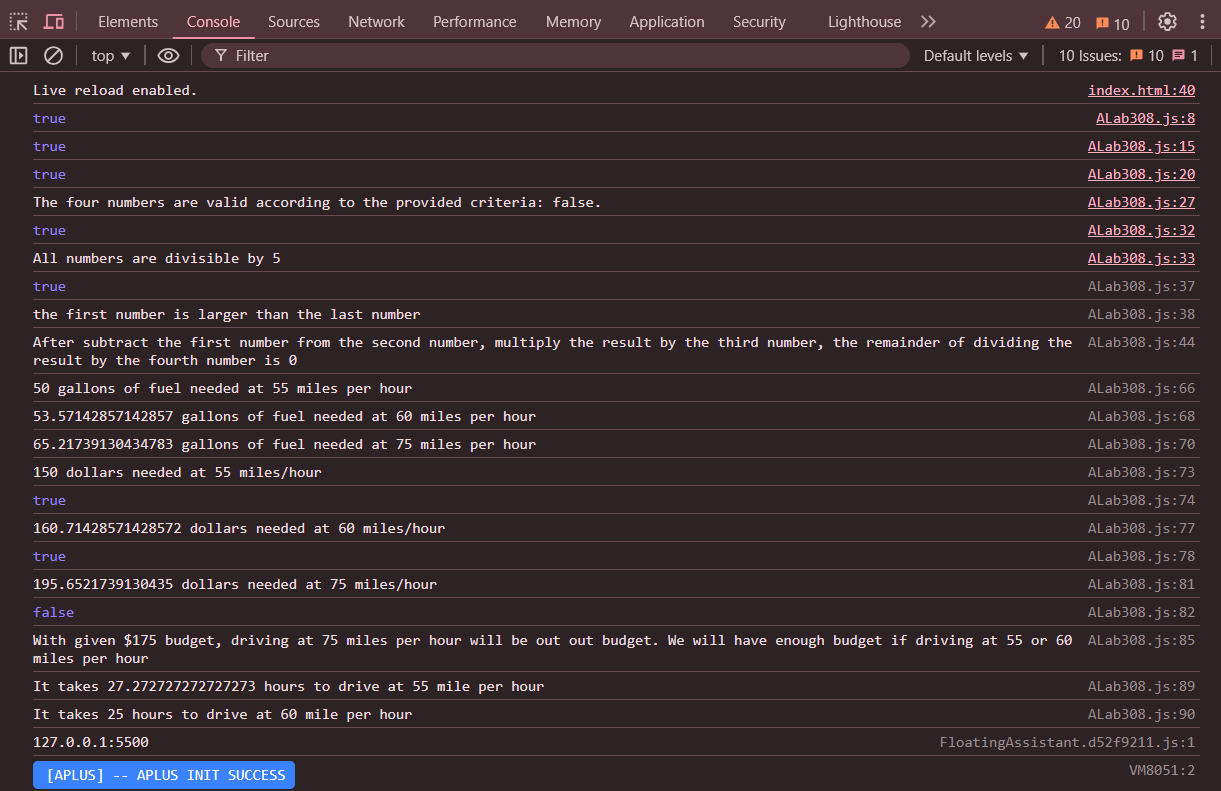 Elements Console Sources Network Performance Memory Application Security Lighthouse 20 10
top Filter Default levels 10 Issues: 10 1
Live reload enabled. index.html:40
true ALab308.js:8
true ALab308.js:15
true ALab308.js:20
The four numbers are valid according to the provided criteria: false. ALab308.js:27
true ALab308.js:32
All numbers are divisible by 5 ALab308.js:33
true ALab308.js:37
the first number is larger than the last number ALab308.js:38
After subtract the first number from the second number, multiply the result by the third number, the remainder of dividing the ALab308.js:44
result by the fourth number is 0
50 gallons of fuel needed at 55 miles per hour ALab308.js:66
53.57142857142857 gallons of fuel needed at 60 miles per hour ALab308.js:68
65.21739130434783 gallons of fuel needed at 75 miles per hour ALab308.js:70
150 dollars needed at 55 miles/hour ALab308.js:73
true ALab308.js:74
160.71428571428572 dollars needed at 60 miles/hour ALab308.js:77
true ALab308.js:78
195.6521739130435 dollars needed at 75 miles/hour ALab308.js:81
false ALab308.js:82
With given $175 budget, driving at 75 miles per hour will be out out budget. We will have enough budget if driving at 55 or 60 ALab308.js:85
miles per hour
It takes 27.272727272727273 hours to drive at 55 mile per hour ALab308.js:89
It takes 25 hours to drive at 60 mile per hour ALab308.js:90
127.0.0.1:5500 FloatingAssistant.d52f9211.js:1
[APLUS] -- APLUS INIT SUCCESS VM8051:2